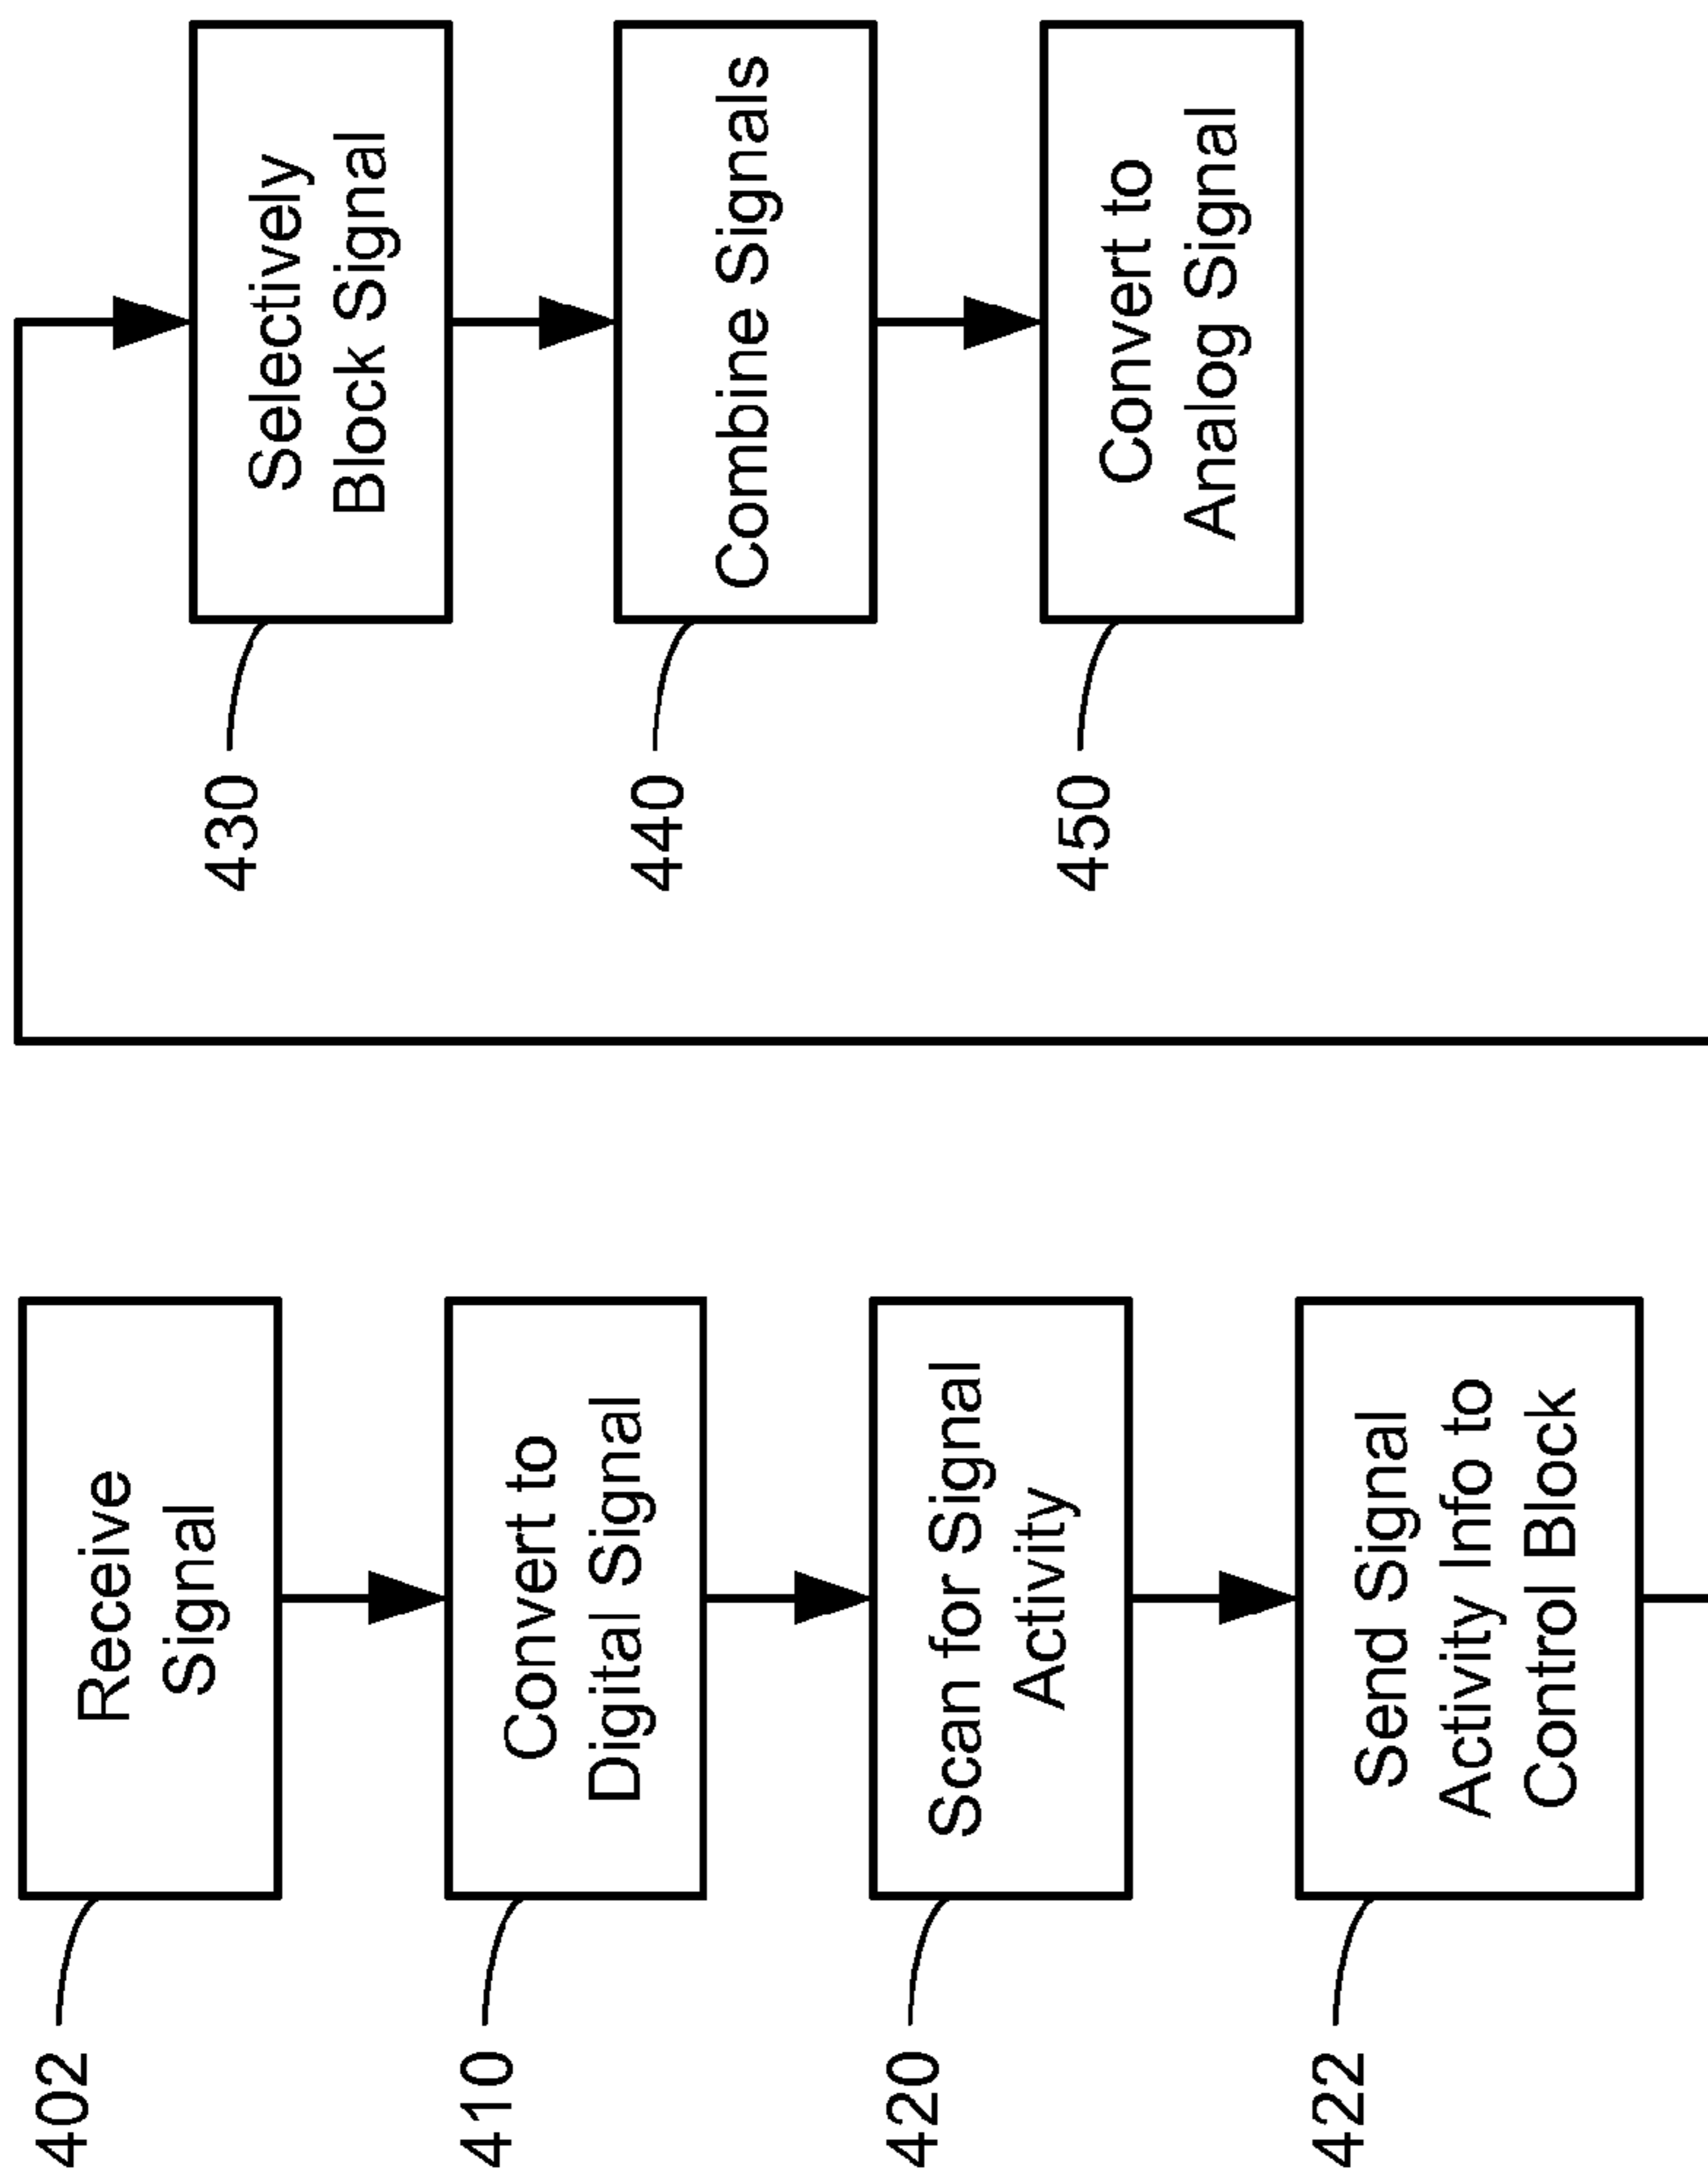 402
Receive
Signal
410
Convert to
Digital Signal
420
Scan for Signal
Activity
422
Send Signal
Activity Info to
Control Block
430
Selectively
Block Signal
440
Combine Signals
450
Convert to
Analog Signal